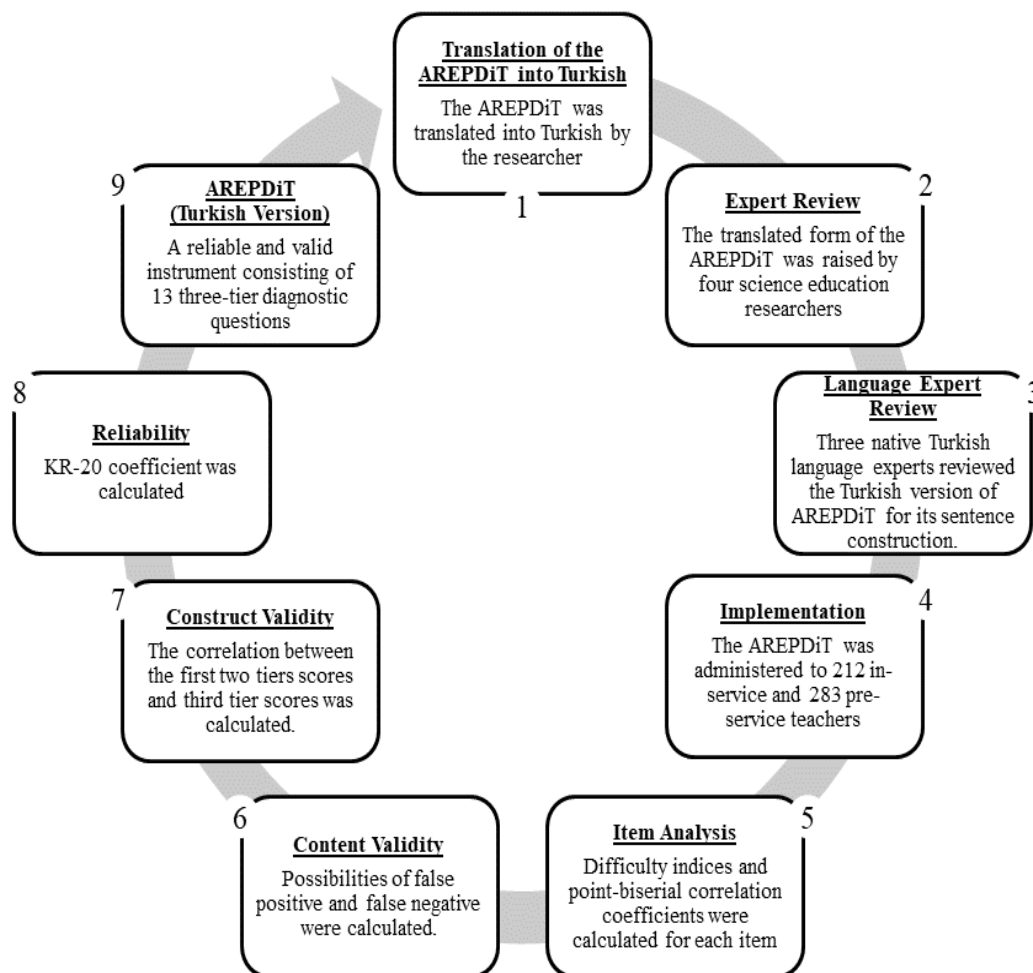 Translation of the
AREPDiT into Turkish
The AREPDiT was
translated into Turkish by
the researcher
1
2
Expert Review
The translated form of the
AREPDiT was raised by
four science education
researchers
Language Expert
Review
3
Three native Turkish
language experts reviewed
the Turkish version of
AREPDiT for its sentence
construction.
4
Implementation
The AREPDiT was
administered to 212 in-
service and 283 pre-
service teachers
5
Item Analysis
Difficulty indices and
point-biserial correlation
coefficients were
calculated for each item
6
Content Validity
Possibilities of false
positive and false negative
were calculated.
7
Construct Validity
The correlation between
the first two tiers scores
and third tier scores was
calculated.
8
Reliability
KR-20 coefficient was
calculated
9
AREPDiT
(Turkish Version)
A reliable and valid
instrument consisting of
13 three-tier diagnostic
questions